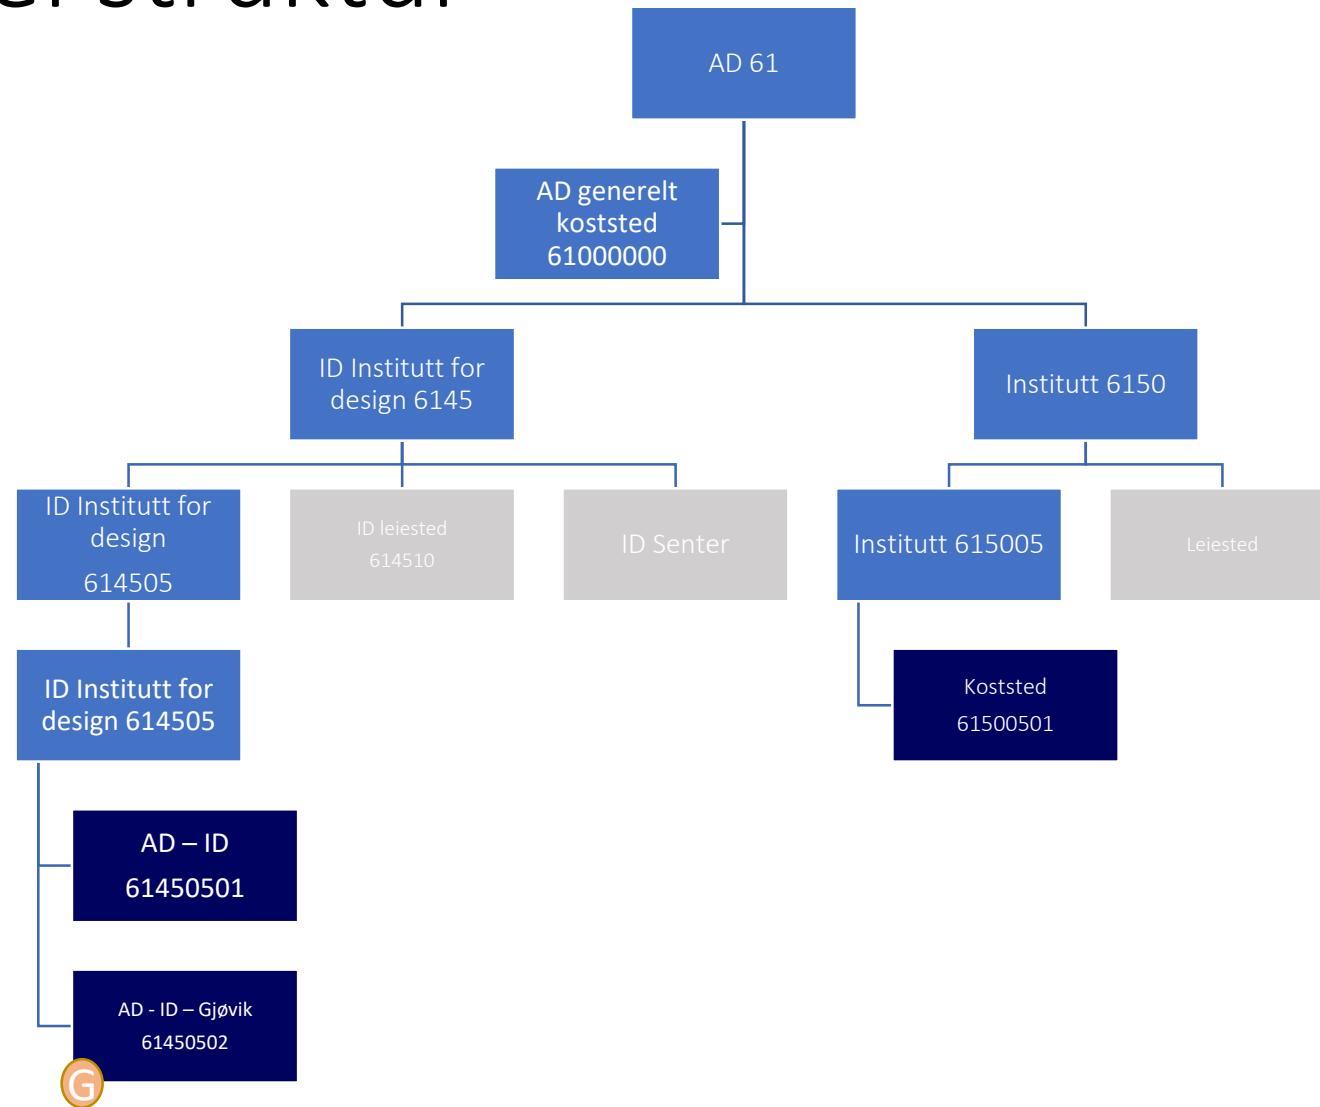 er struktur
AD 61
AD generelt
koststed
61000000
ID Institutt for
design 6145
Institutt 6150
ID Institutt for
design
614505
ID leiested
614510
ID Senter
Institutt 615005
Leiested
ID Institutt for
design 614505
Koststed
61500501
AD – ID
61450501
AD - ID – Gjøvik
61450502
G